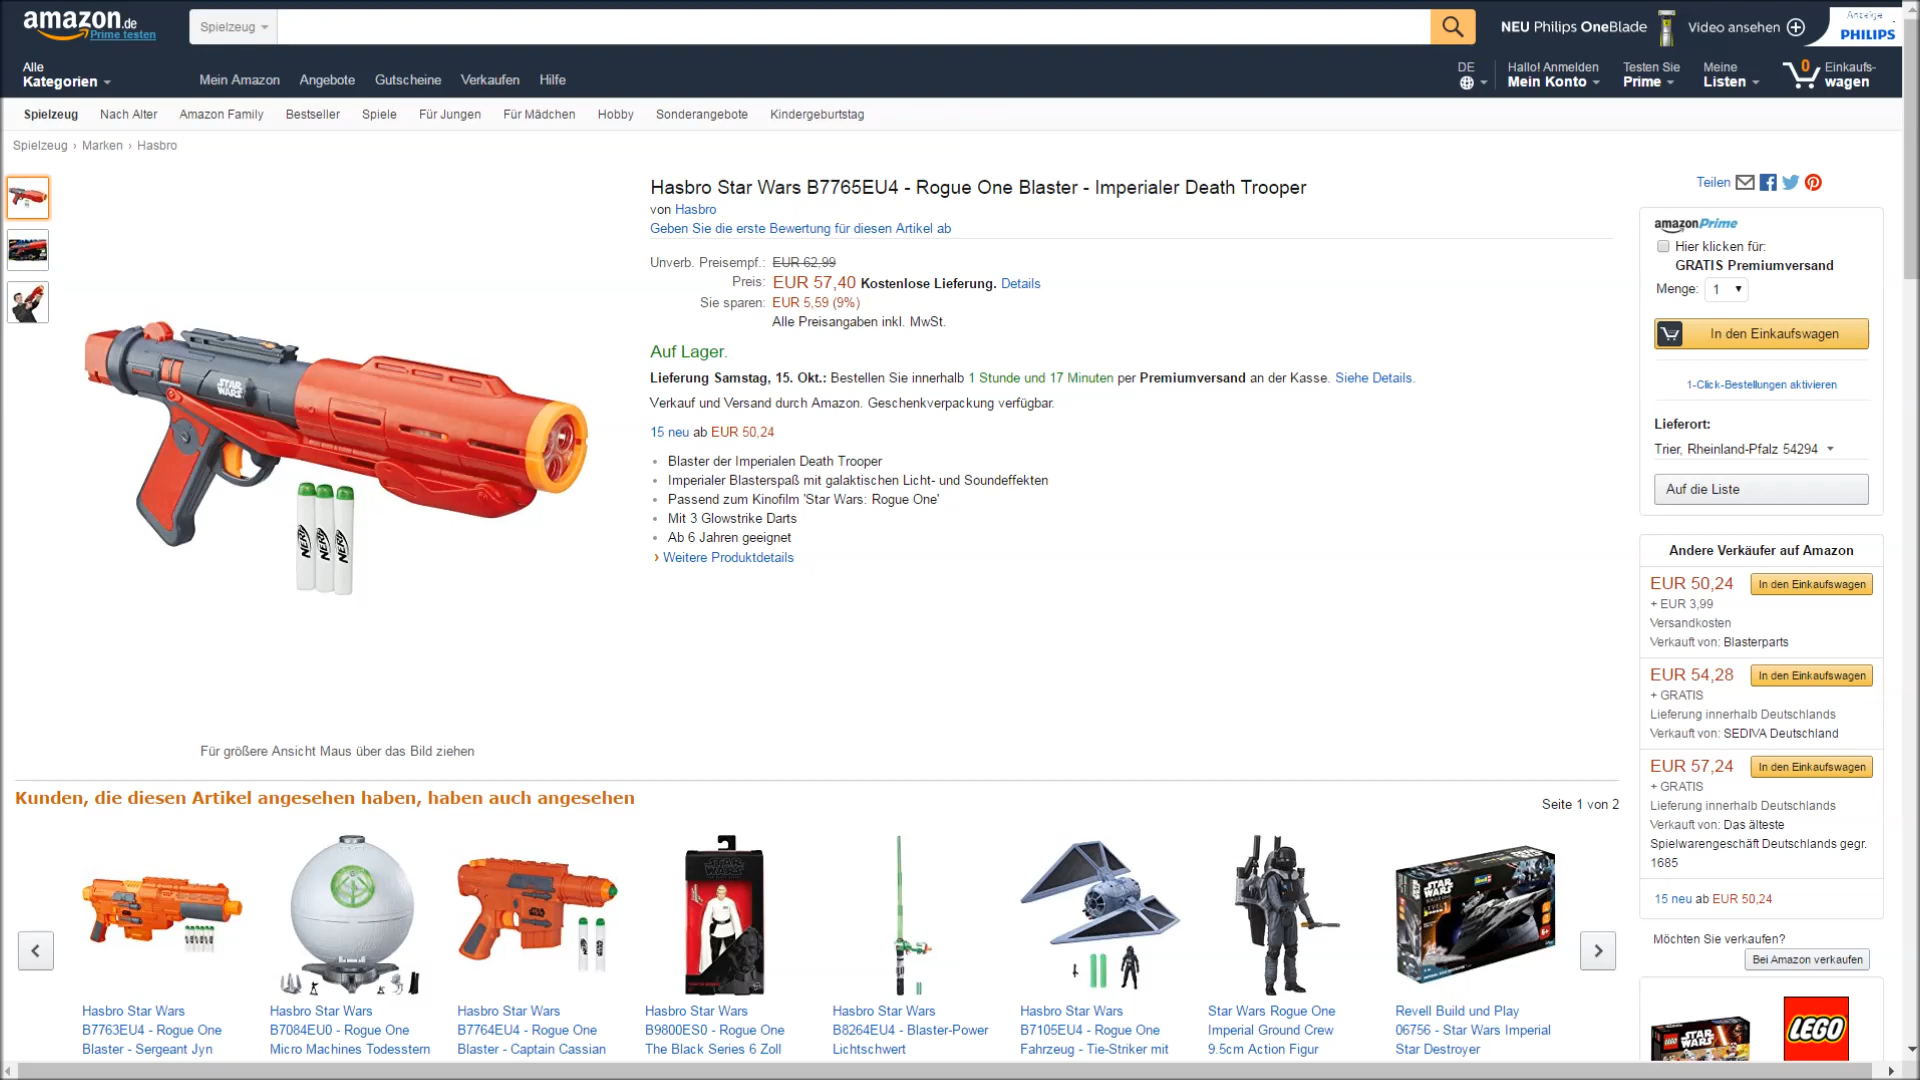 amazon.de
Prime testen
Spielzeug
NEU Philips OneBlade
Video ansehen
Anzeige
PHILIPS
Alle
Kategorien
Mein Amazon
Angebote
Gutscheine
Verkaufen
Hilfe
DE
Hallo! Anmelden
Mein Konto
Testen Sie
Prime
Meine
Listen
0
Einkaufs-
wagen
Spielzeug
Nach Alter
Amazon Family
Bestseller
Spiele
Für Jungen
Für Mädchen
Hobby
Sonderangebote
Kindergeburtstag
Spielzeug › Marken › Hasbro
STAR WARS
NERF
NERF
NERF
Für größere Ansicht Maus über das Bild ziehen
Hasbro Star Wars B7765EU4 - Rogue One Blaster - Imperialer Death Trooper
von Hasbro
Geben Sie die erste Bewertung für diesen Artikel ab
Unverb. Preisempf.: EUR 62,99
Preis: EUR 57,40 Kostenlose Lieferung. Details
Sie sparen: EUR 5,59 (9%)
Alle Preisangaben inkl. MwSt.
Auf Lager.
Lieferung Samstag, 15. Okt.: Bestellen Sie innerhalb 1 Stunde und 17 Minuten per Premiumversand an der Kasse. Siehe Details.
Verkauf und Versand durch Amazon. Geschenkverpackung verfügbar.
15 neu ab EUR 50,24
• Blaster der Imperialen Death Trooper
• Imperialer Blasterspaß mit galaktischen Licht- und Soundeffekten
• Passend zum Kinofilm 'Star Wars: Rogue One'
• Mit 3 Glowstrike Darts
• Ab 6 Jahren geeignet
› Weitere Produktdetails
Teilen
amazonPrime
Hier klicken für:
GRATIS Premiumversand
Menge: 1
In den Einkaufswagen
1-Click-Bestellungen aktivieren
Lieferort:
Trier, Rheinland-Pfalz 54294
Auf die Liste
Andere Verkäufer auf Amazon
EUR 50,24
In den Einkaufswagen
+ EUR 3,99
Versandkosten
Verkauft von: Blasterparts
EUR 54,28
In den Einkaufswagen
+ GRATIS
Lieferung innerhalb Deutschlands
Verkauft von: SEDIVA Deutschland
EUR 57,24
In den Einkaufswagen
+ GRATIS
Lieferung innerhalb Deutschlands
Verkauft von: Das älteste
Spielwarengeschäft Deutschlands gegr.
1685
15 neu ab EUR 50,24
Möchten Sie verkaufen?
Bei Amazon verkaufen
STAR WARS
LEGO
Kunden, die diesen Artikel angesehen haben, haben auch angesehen
Seite 1 von 2
Hasbro Star Wars
B7763EU4 - Rogue One
Blaster - Sergeant Jyn
Hasbro Star Wars
B7084EU0 - Rogue One
Micro Machines Todesstern
Hasbro Star Wars
B7764EU4 - Rogue One
Blaster - Captain Cassian
STAR WARS
Hasbro Star Wars
B9800ES0 - Rogue One
The Black Series 6 Zoll
Hasbro Star Wars
B8264EU4 - Blaster-Power
Lichtschwert
Hasbro Star Wars
B7105EU4 - Rogue One
Fahrzeug - Tie-Striker mit
Star Wars Rogue One
Imperial Ground Crew
9.5cm Action Figur
STAR WARS
Revell
Revell Build und Play
06756 - Star Wars Imperial
Star Destroyer